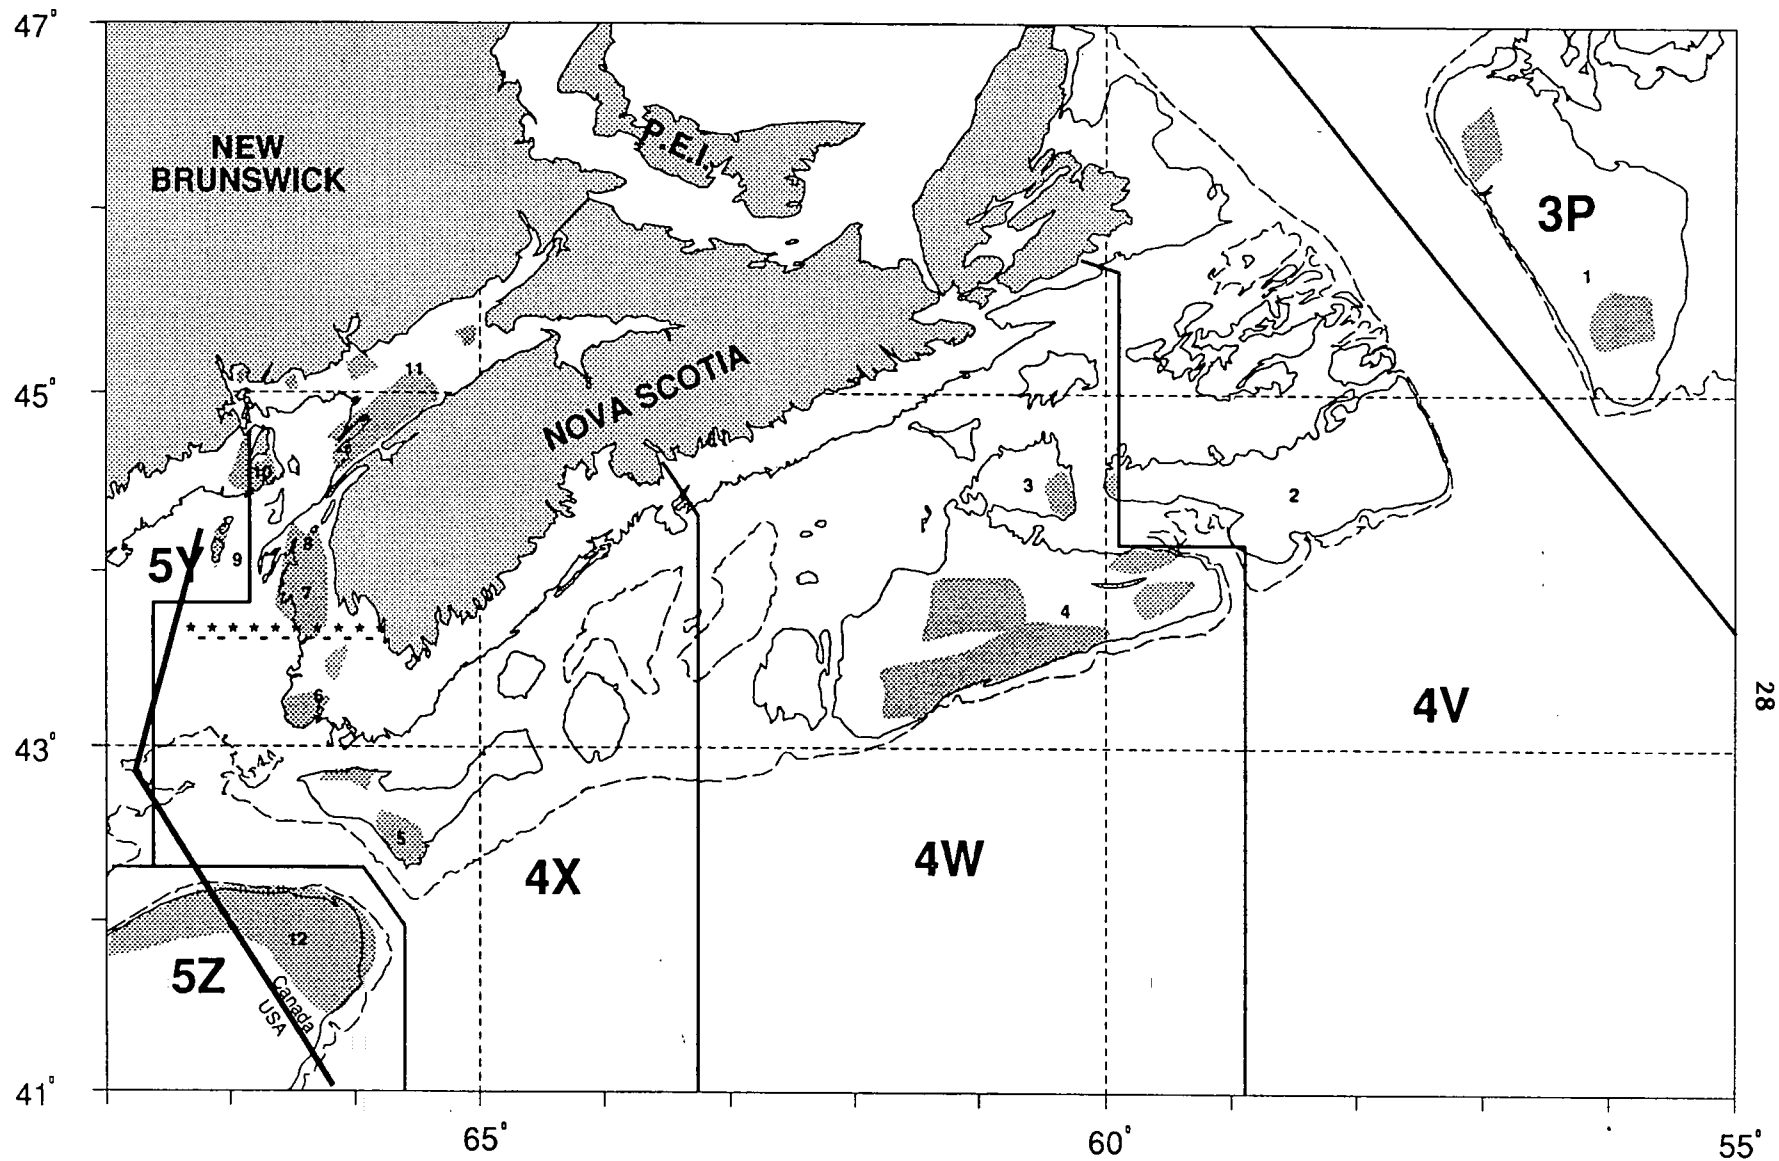 47°
NEW
BRUNSWICK
P.E.I.
3P
1
11
45°
NOVA SCOTIA
10
3
2
8
9
5Y
7
4
* * * * * * * * * *
6
4V
28
43°
5
4X
4W
12
5Z
Canada
USA
41°
65°
60°
55°